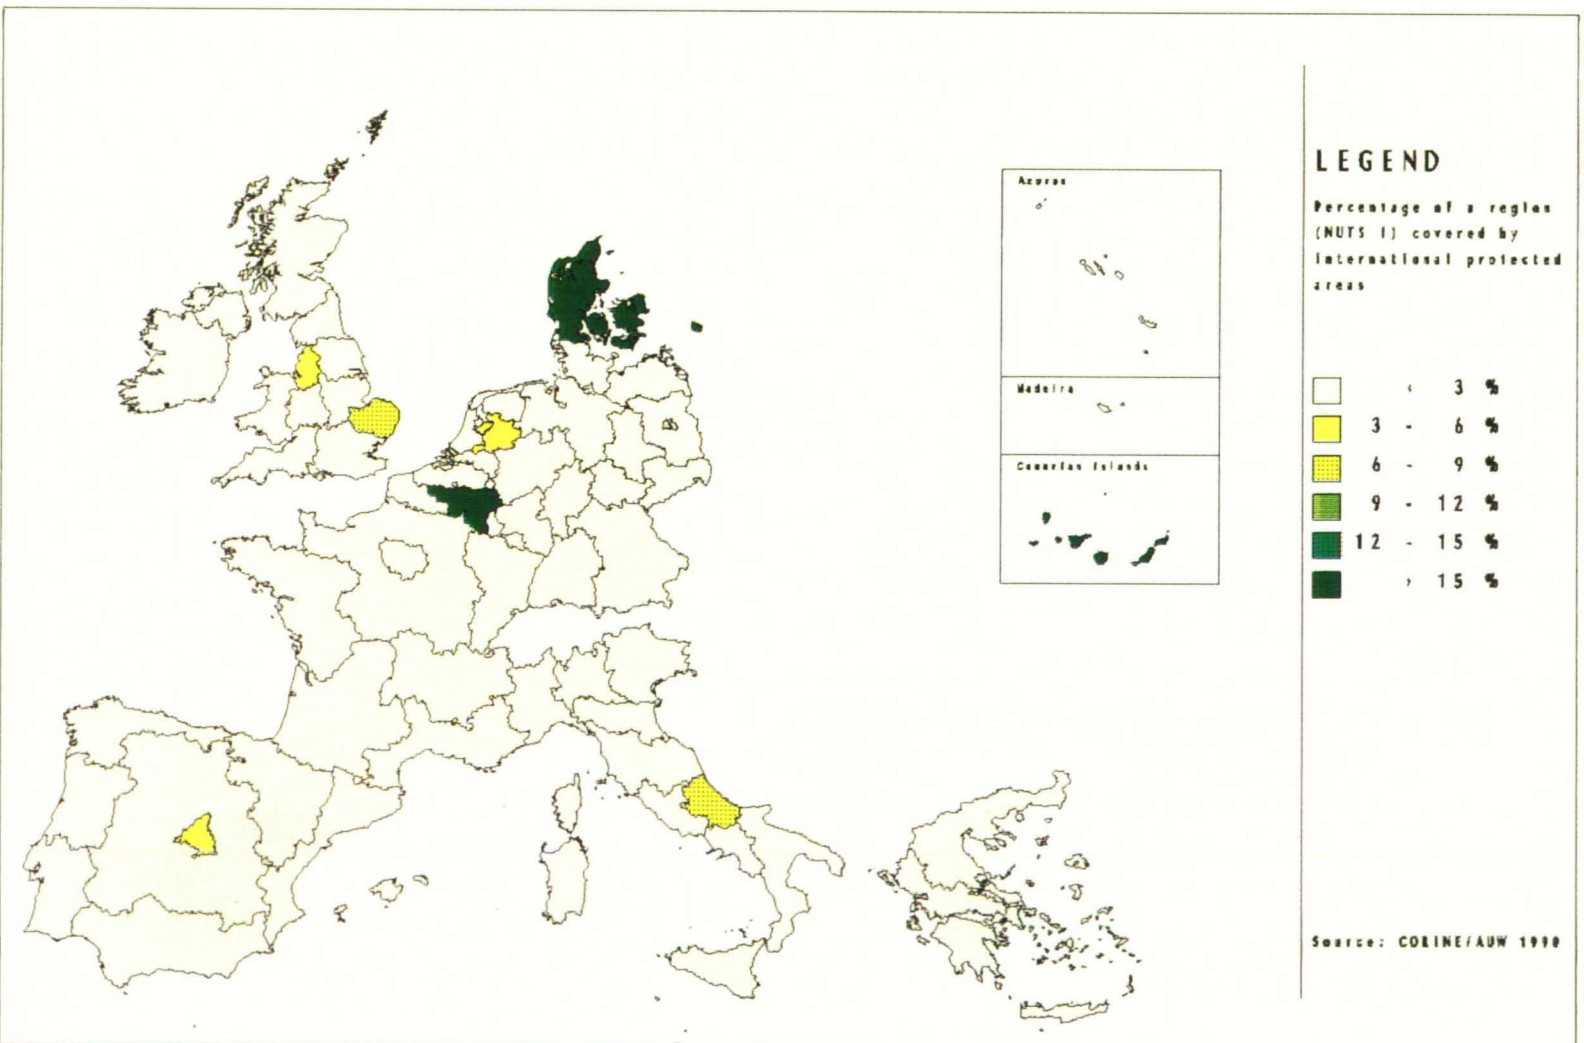 Azores
Madeira
Canarian Islands
LEGEND
Percentage of a region
(NUTS I) covered by
international protected
areas
< 3 %
3 - 6 %
6 - 9 %
9 - 12 %
12 - 15 %
> 15 %
Source: CORINE/AUW 1990